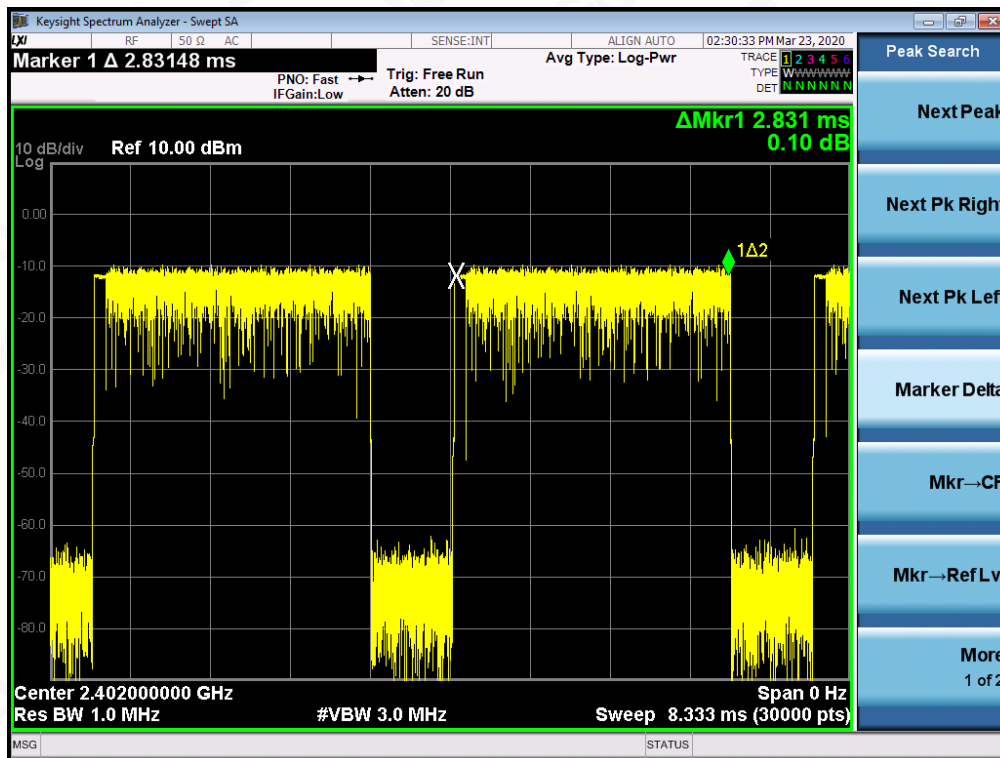 Keysight Spectrum Analyzer - Swept SA
LXI RF 50 Ω AC SENSE:INT ALIGN AUTO 02:30:33 PM Mar 23, 2020
Marker 1 Δ 2.83148 ms
PNO: Fast
IFGain:Low
Trig: Free Run
Atten: 20 dB
Avg Type: Log-Pwr
TRACE 1 2 3 4 5 6
TYPE W
DET N N N N N N
ΔMkr1 2.831 ms
0.10 dB
10 dB/div Ref 10.00 dBm
Log
0.00
-10.0
-20.0
-30.0
-40.0
-50.0
-60.0
-70.0
-80.0
1Δ2
Center 2.402000000 GHz Span 0 Hz
Res BW 1.0 MHz #VBW 3.0 MHz Sweep 8.333 ms (30000 pts)
MSG STATUS
Peak Search
Next Peak
Next Pk Right
Next Pk Left
Marker Delta
Mkr→CF
Mkr→Ref Lv
More
1 of 2